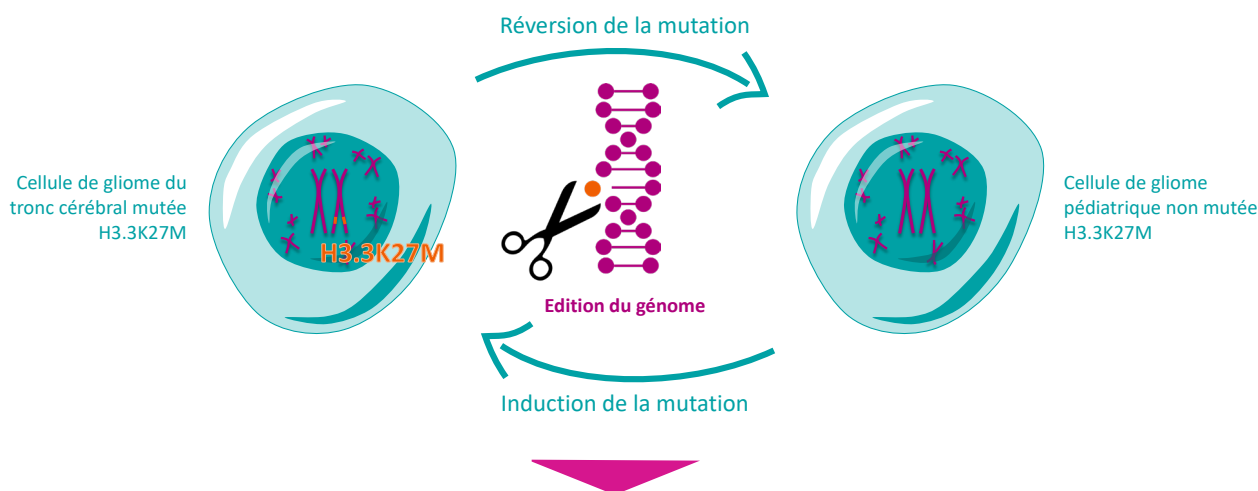 Réversion de la mutation
Cellule de gliome du
tronc cérébral mutée
H3.3K27M
H3.3K27M
Edition du génome
Cellule de gliome
pédiatrique non mutée
H3.3K27M
Induction de la mutation